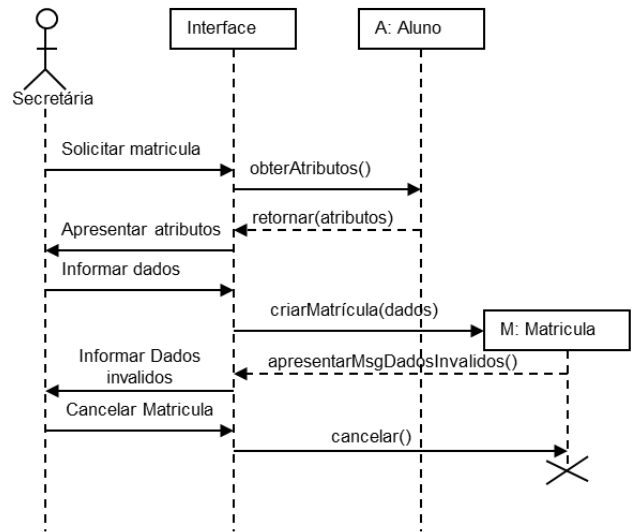 Interface
A: Aluno
Secretária
Solicitar matricula
obterAtributos()
retornar(atributos)
Apresentar atributos
Informar dados
criarMatrícula(dados)
M: Matricula
Informar Dados
invalidos
apresentarMsgDadosInvalidos()
Cancelar Matricula
cancelar()